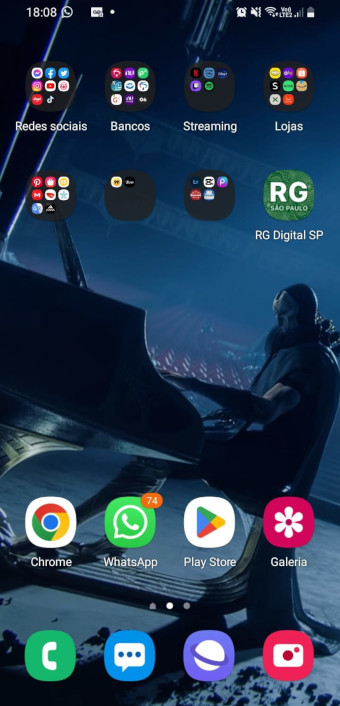 18:08
Redes sociais
Bancos
Streaming
Lojas
RG
SÃO PAULO
RG Digital SP
74
Chrome
WhatsApp
Play Store
Galeria